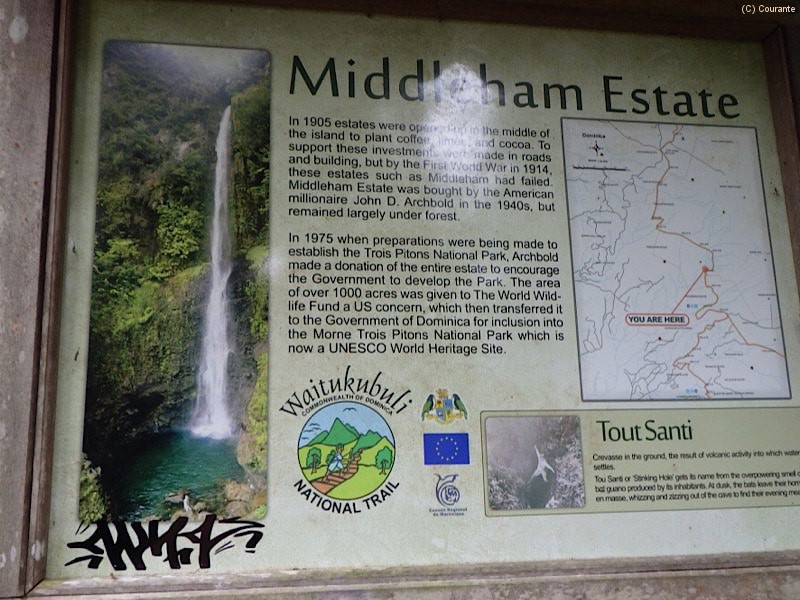 (C) Courante
Middleham Estate
In 1905 estates were opened up in the middle of
the island to plant coffee, limes and cocoa. To
support these investments were made in roads
and building, but by the First World War in 1914,
these estates such as Middleham had failed.
Middleham Estate was bought by the American
millionaire John D. Archbold in the 1940s, but
remained largely under forest.
In 1975 when preparations were being made to
establish the Trois Pitons National Park, Archbold
made a donation of the entire estate to encourage
the Government to develop the Park. The area
of over 1000 acres was given to The World Wild-
life Fund a US concern, which then transferred it
to the Government of Dominica for inclusion into
the Morne Trois Pitons National Park which is
now a UNESCO World Heritage Site.
Dominica
YOU ARE HERE
Waitukubuli
COMMONWEALTH OF DOMINICA
NATIONAL TRAIL
Conseil Régional
de Martinique
Tout Santi
Crevasse in the ground, the result of volcanic activity into which water
settles.
Tou Santi or 'Stinking Hole' gets its name from the overpowering smell
bat guano produced by its inhabitants. At dusk, the bats leave their
en masse, whizzing and zizzing out of the cave to find their evening